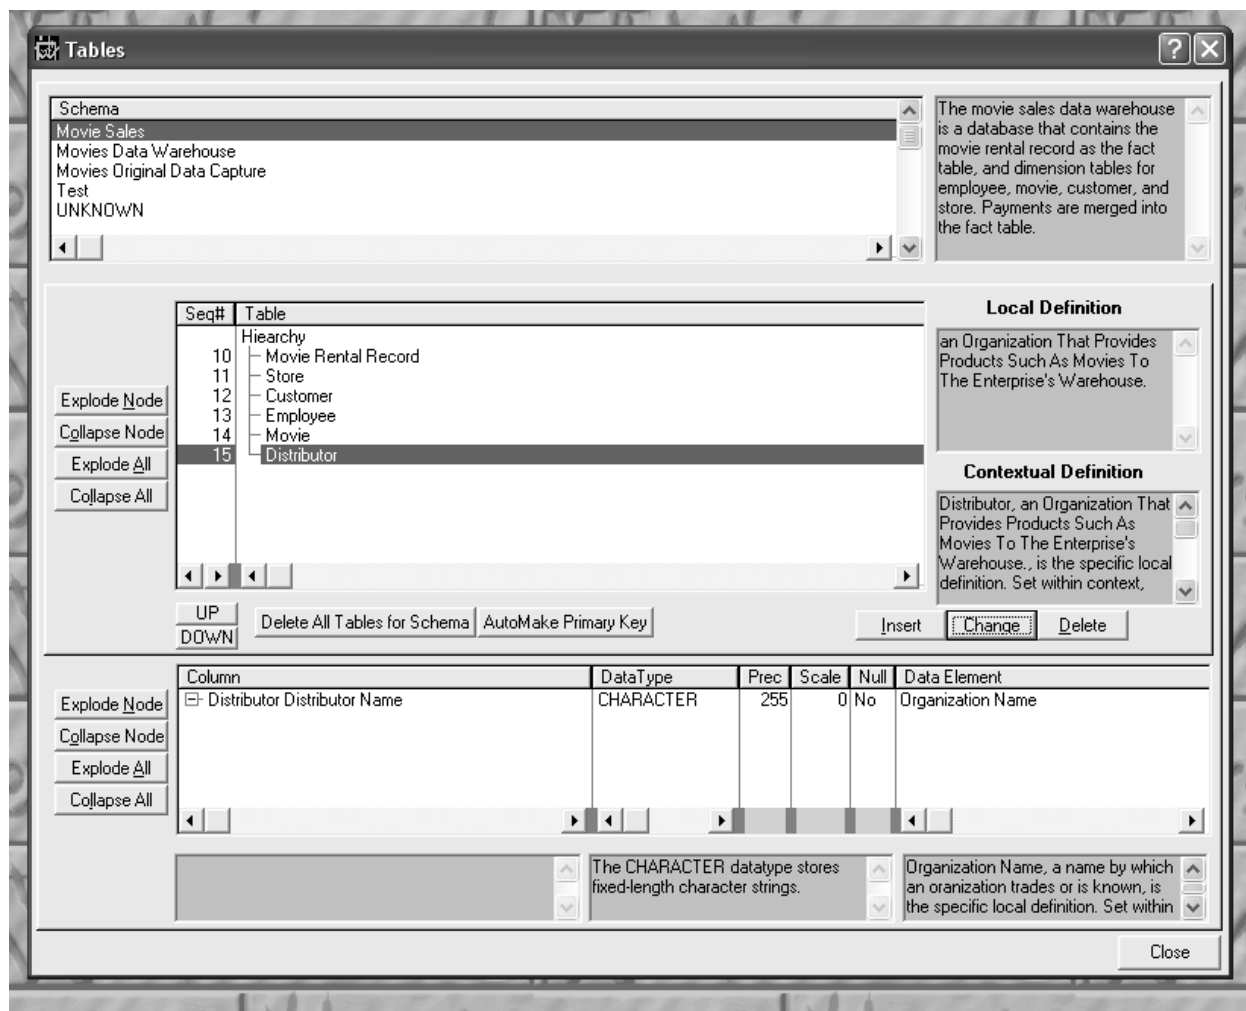 Tables
Schema
Movie Sales
Movies Data Warehouse
Movies Original Data Capture
Test
UNKNOWN
The movie sales data warehouse
is a database that contains the
movie rental record as the fact
table, and dimension tables for
employee, movie, customer, and
store. Payments are merged into
the fact table.
Seq# Table
Hiearchy
10 Movie Rental Record
11 Store
12 Customer
13 Employee
14 Movie
15 Distributor
Explode Node
Collapse Node
Explode All
Collapse All
Local Definition
an Organization That Provides
Products Such As Movies To
The Enterprise's Warehouse.
Contextual Definition
Distributor, an Organization That
Provides Products Such As
Movies To The Enterprise's
Warehouse., is the specific local
definition. Set within context,
UP
DOWN
Delete All Tables for Schema AutoMake Primary Key
Insert Change Delete
Column DataType Prec Scale Null Data Element
Distributor Distributor Name CHARACTER 255 0 No Organization Name
Explode Node
Collapse Node
Explode All
Collapse All
The CHARACTER datatype stores
fixed-length character strings.
Organization Name, a name by which
an oranization trades or is known, is
the specific local definition. Set within
Close